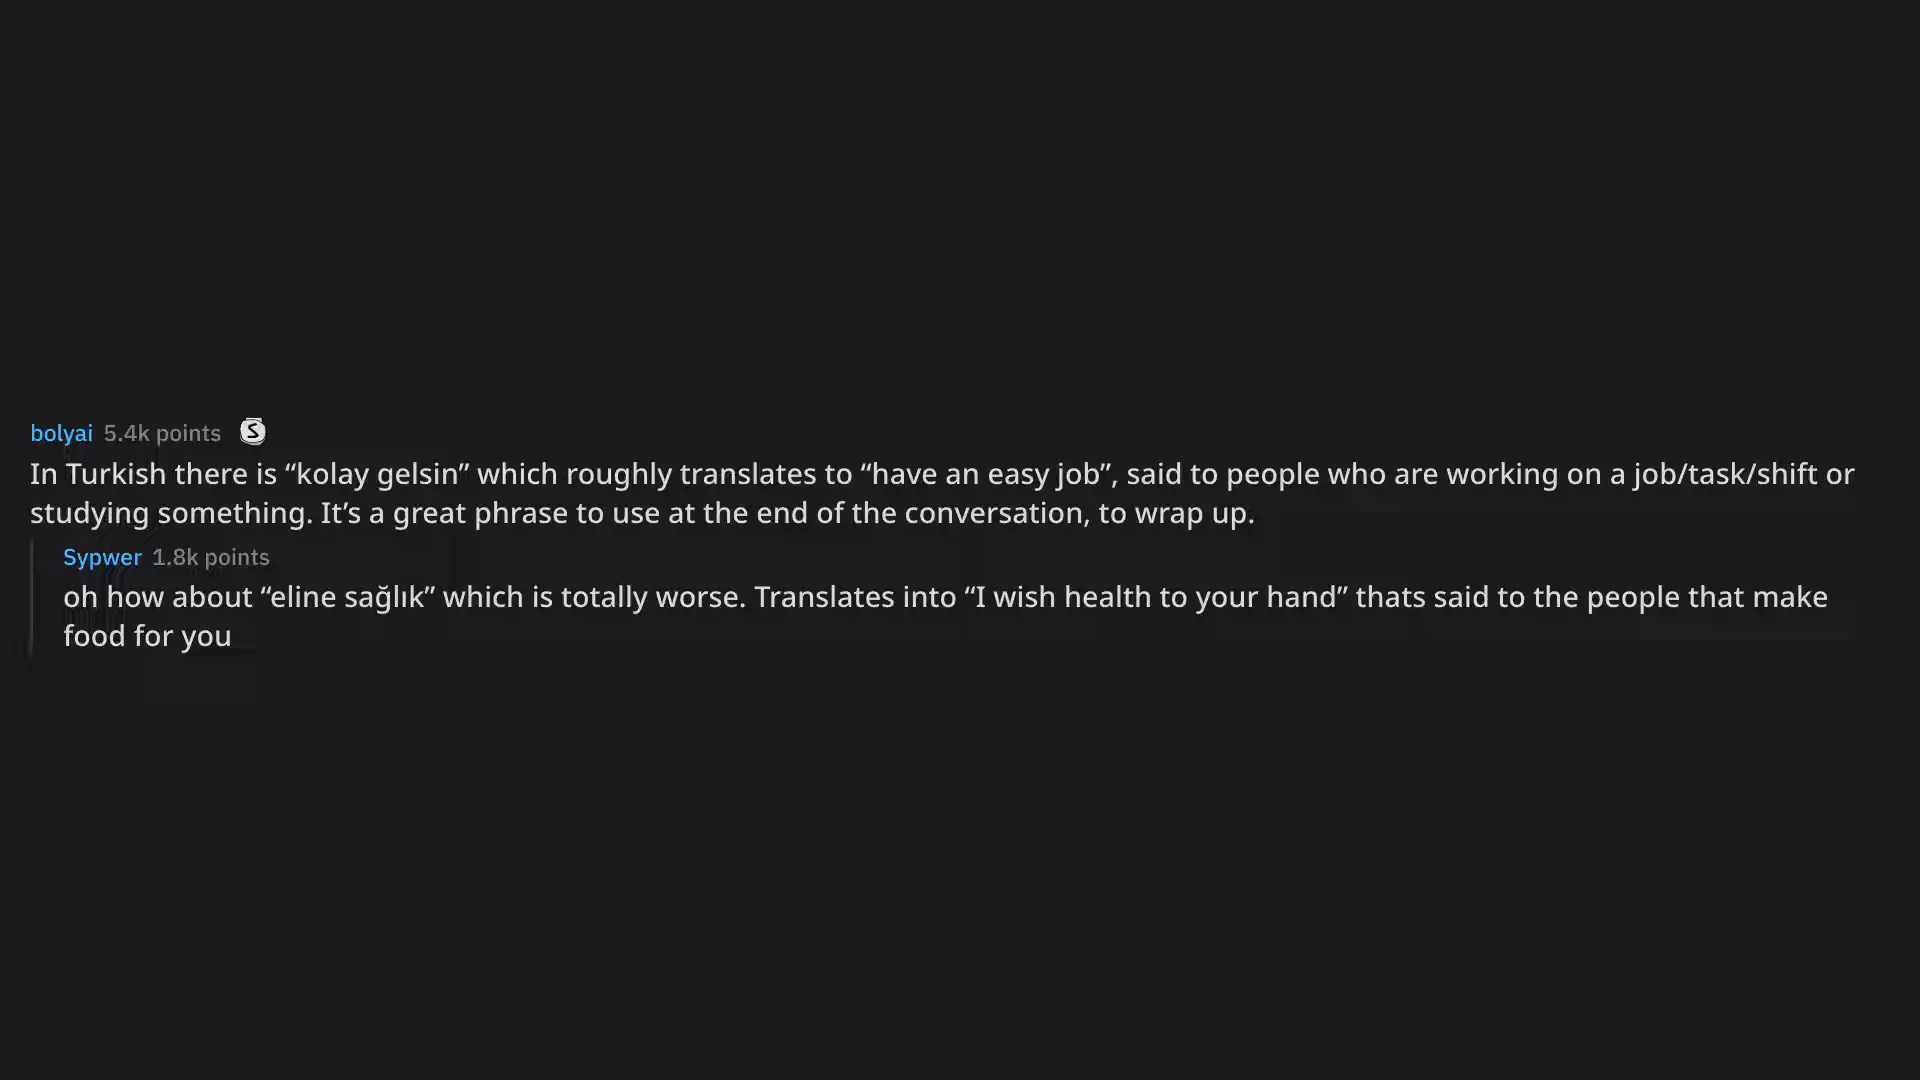 bolyai 5.4k points S
In Turkish there is “kolay gelsin” which roughly translates to “have an easy job”, said to people who are working on a job/task/shift or
studying something. It’s a great phrase to use at the end of the conversation, to wrap up.
Sypwer 1.8k points
oh how about “eline sağlık” which is totally worse. Translates into “I wish health to your hand” thats said to the people that make
food for you